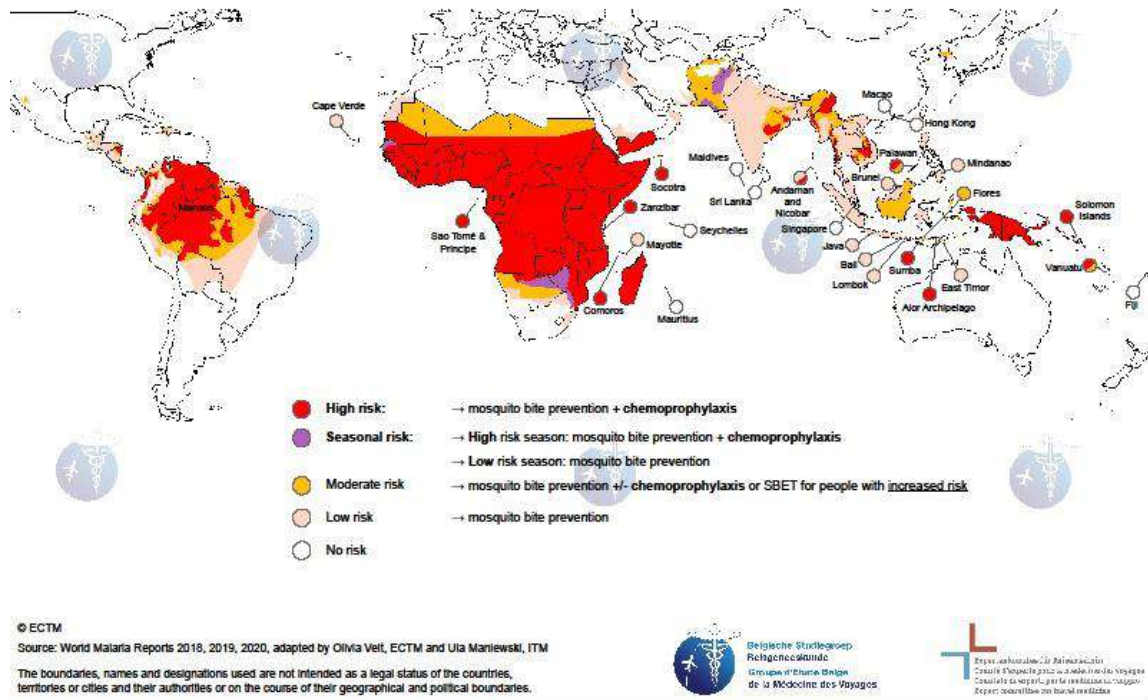 Cape Verde
Manaus
Sao Tomé &
Principe
Socotra
Zanzibar
Mayotte
Comoros
Seychelles
Mauritius
Maldives
Sri Lanka
Andaman
and
Nicobar
Macao
Hong Kong
Palawan
Mindanao
Brunei
Flores
Singapore
Java
Bali
Lombok
Sumba
East Timor
Alor Archipelago
Solomon
Islands
Vanuatu
Fiji
High risk: → mosquito bite prevention + chemoprophylaxis
Seasonal risk: → High risk season: mosquito bite prevention + chemoprophylaxis
→ Low risk season: mosquito bite prevention
Moderate risk → mosquito bite prevention +/- chemoprophylaxis or SBET for people with increased risk
Low risk → mosquito bite prevention
No risk
© ECTM
Source: World Malaria Reports 2018, 2019, 2020, adapted by Olivia Veit, ECTM and Ula Maniewski, ITM
The boundaries, names and designations used are not intended as a legal status of the countries,
territories or cities and their authorities or on the course of their geographical and political boundaries.
Belgische Studiegroep
Reisgeneeskunde
Groupe d'Etude Belge
de la Médecine des Voyages